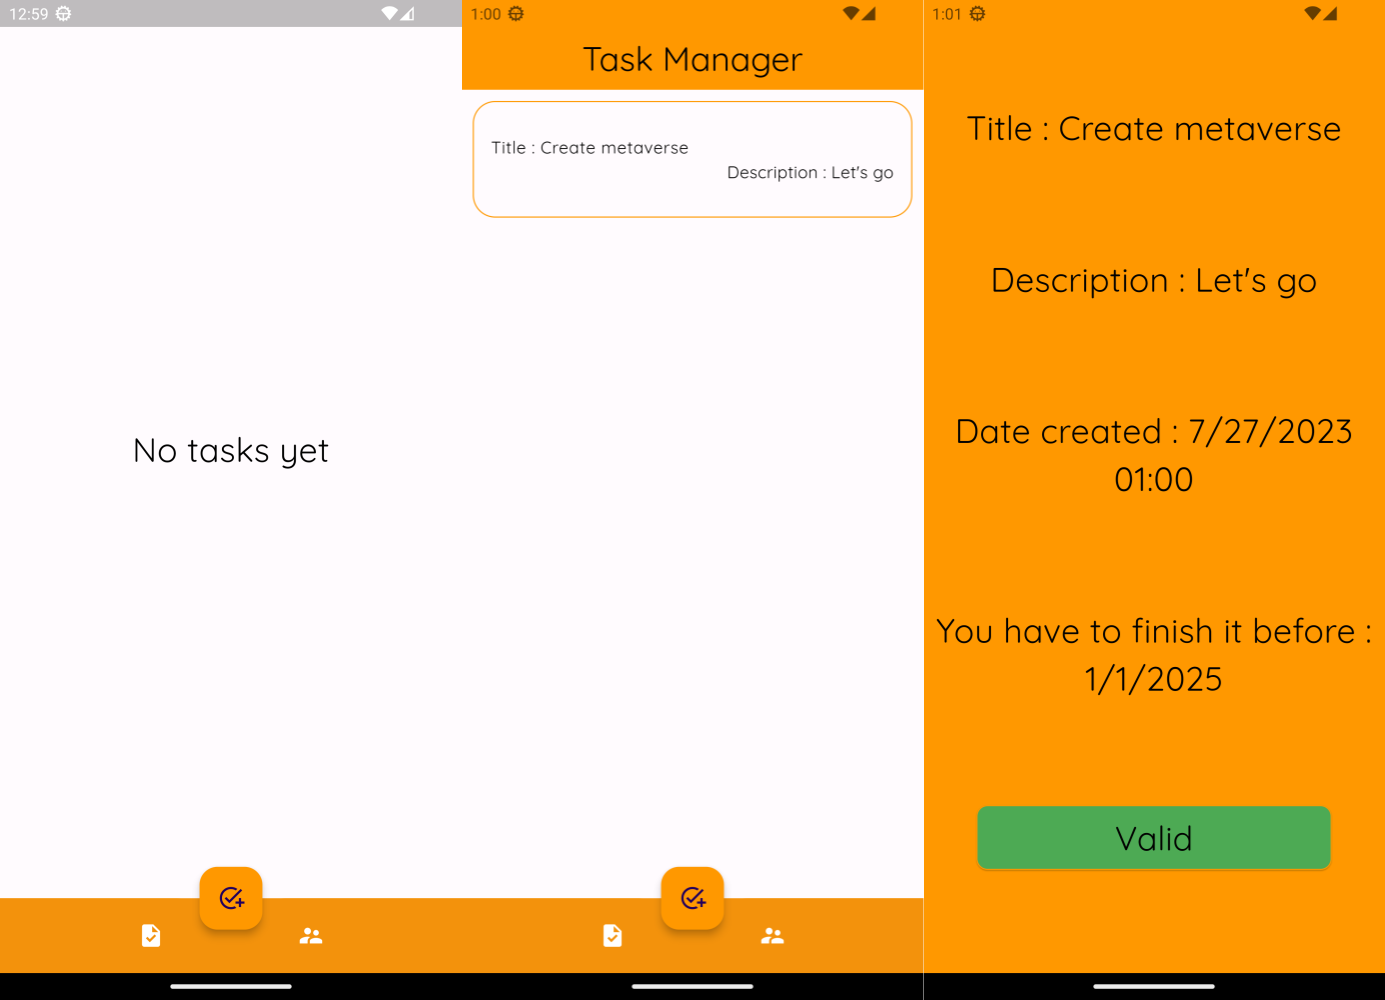 12:59
No tasks yet
1:00
Task Manager
Title : Create metaverse
Description : Let's go
1:01
Title : Create metaverse
Description : Let's go
Date created : 7/27/2023
01:00
You have to finish it before :
1/1/2025
Valid